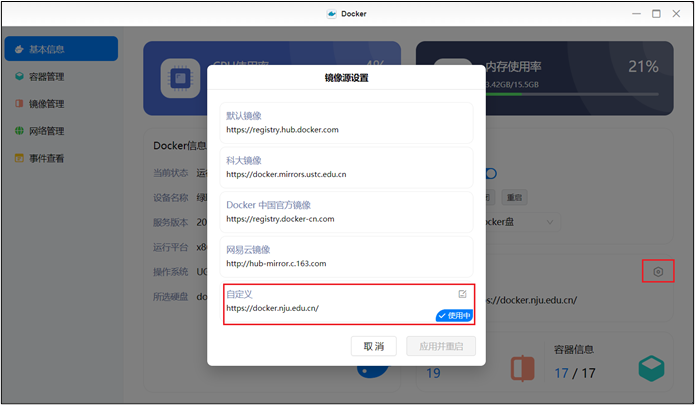 Docker
基本信息
容器管理
镜像管理
网络管理
事件查看
CPU使用率
4%
内存使用率
21%
3.42GB/15.5GB
Docker信息
当前状态 运
设备名称 绿
服务版本 20
运行平台 x8
操作系统 UG
所选硬盘 do
重启
cker盘
s://docker.nju.edu.cn/
19
容器信息
17 / 17
镜像源设置
默认镜像
https://registry.hub.docker.com
科大镜像
https://docker.mirrors.ustc.edu.cn
Docker 中国官方镜像
https://registry.docker-cn.com
网易云镜像
http://hub-mirror.c.163.com
自定义
https://docker.nju.edu.cn/
使用中
取 消
应用并重启